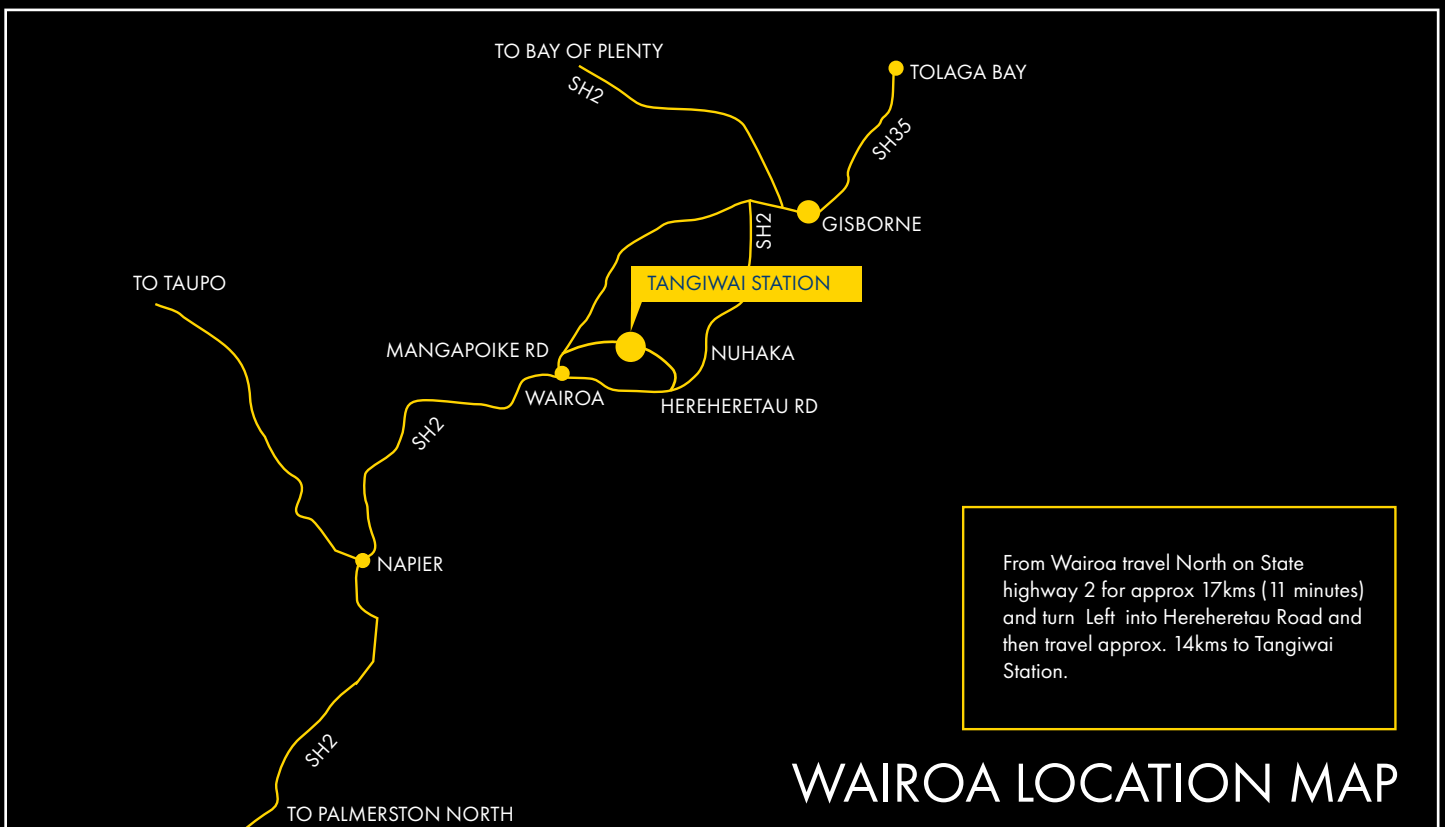 TO BAY OF PLENTY
SH2
TOLAGA BAY
SH35
GISBORNE
SH2
TO TAUPO
TANGIWAI STATION
MANGAPOIKE RD
NUHAKA
WAIROA
HEREHERETAU RD
SH2
NAPIER
From Wairoa travel North on State
highway 2 for approx 17kms (11 minutes)
and turn Left into Hereheretau Road and
then travel approx. 14kms to Tangiwai
Station.
SH2
WAIROA LOCATION MAP
TO PALMERSTON NORTH